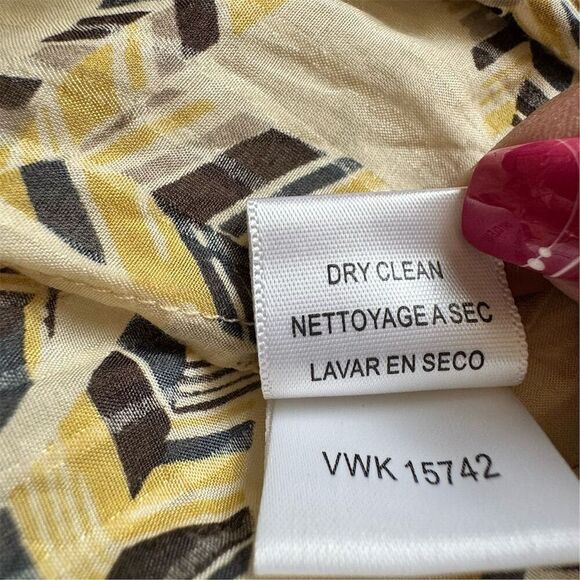 DRY CLEAN
NETTOYAGE A SEC
LAVAR EN SECO
VWK 15742